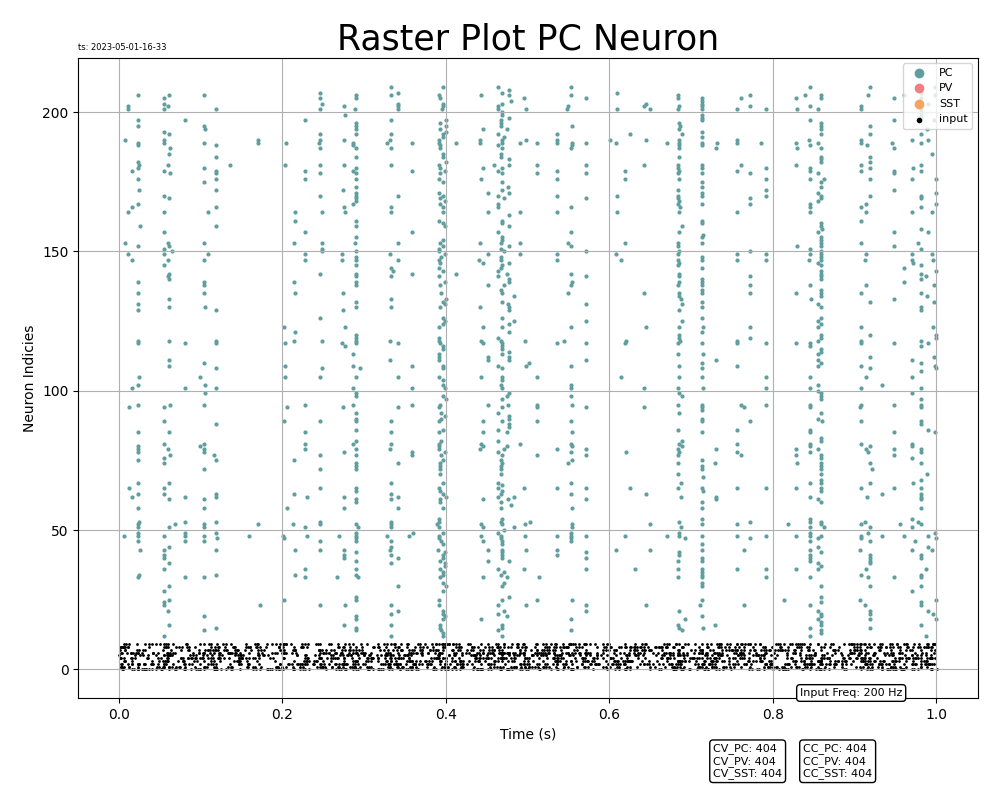 Raster Plot PC Neuron
ts: 2023-05-01-16-33
PC
PV
SST
input
200
150
100
50
0
Neuron Indicies
0.0 0.2 0.4 0.6 0.8 1.0
Time (s)
Input Freq: 200 Hz
CV_PC: 404
CV_PV: 404
CV_SST: 404
CC_PC: 404
CC_PV: 404
CC_SST: 404